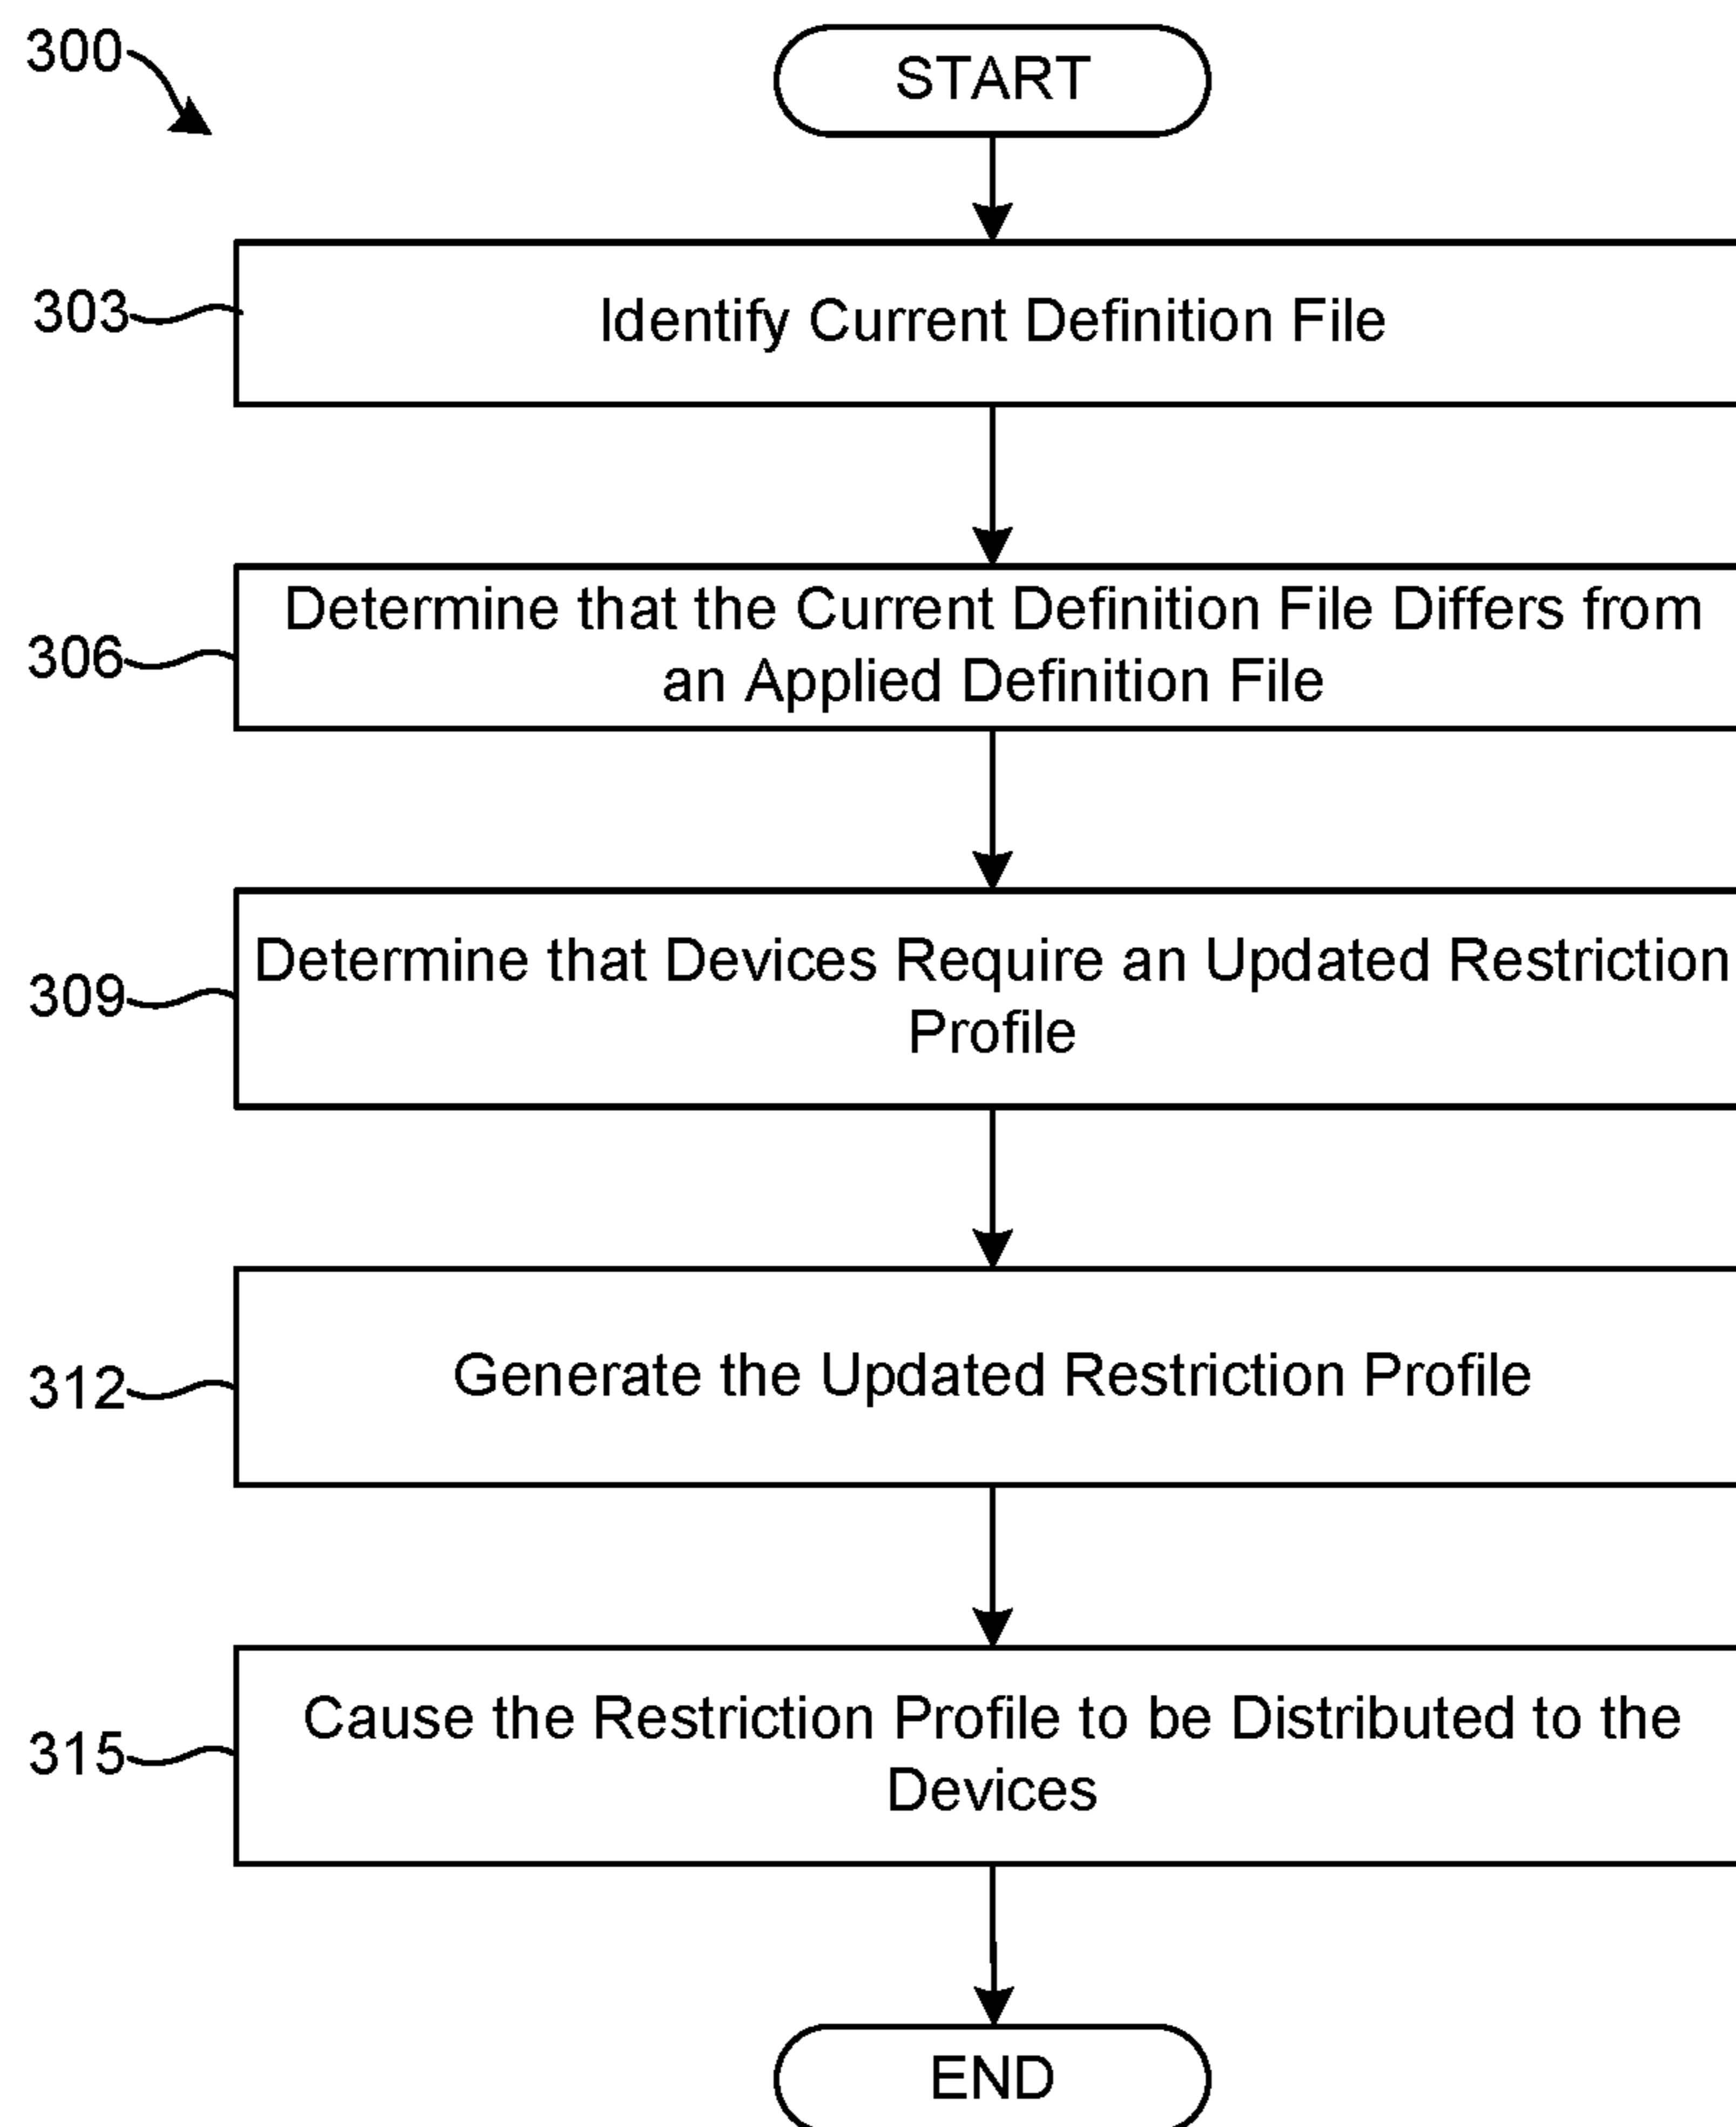 300
START
303
Identify Current Definition File
306
Determine that the Current Definition File Differs from
an Applied Definition File
309
Determine that Devices Require an Updated Restriction
Profile
312
Generate the Updated Restriction Profile
315
Cause the Restriction Profile to be Distributed to the
Devices
END